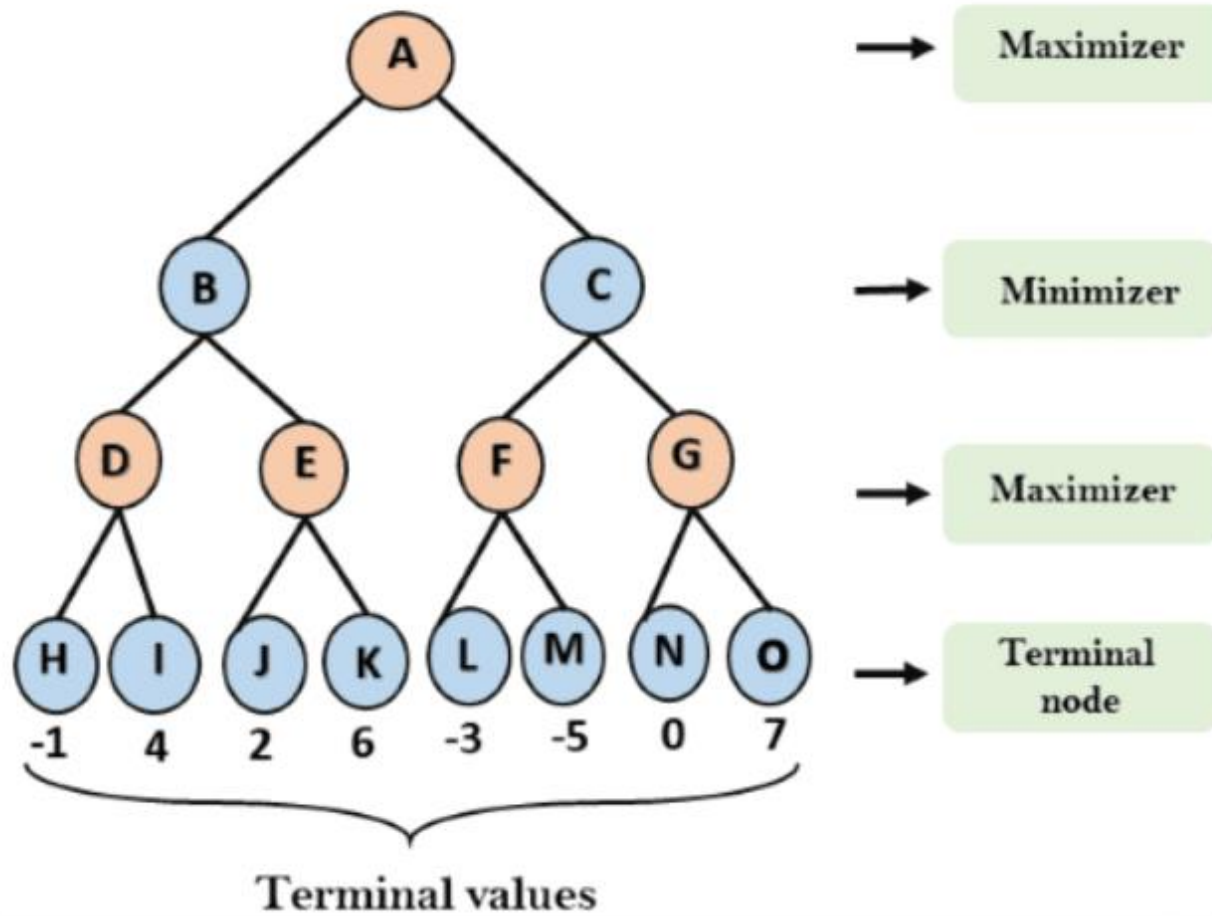 A
Maximizer
B
C
Minimizer
D
E
F
G
Maximizer
H
I
J
K
L
M
N
O
Terminal
node
-1
4
2
6
-3
-5
0
7
Terminal values